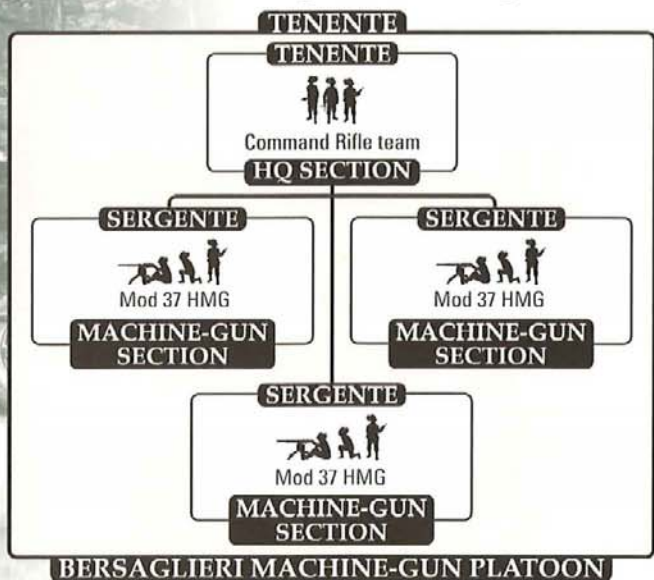 TENENTE
TENENTE
Command Rifle team
HQ SECTION
SERGENTE
Mod 37 HMG
MACHINE-GUN
SECTION
SERGENTE
Mod 37 HMG
MACHINE-GUN
SECTION
SERGENTE
Mod 37 HMG
MACHINE-GUN
SECTION
BERSAGLIERI MACHINE-GUN PLATOON